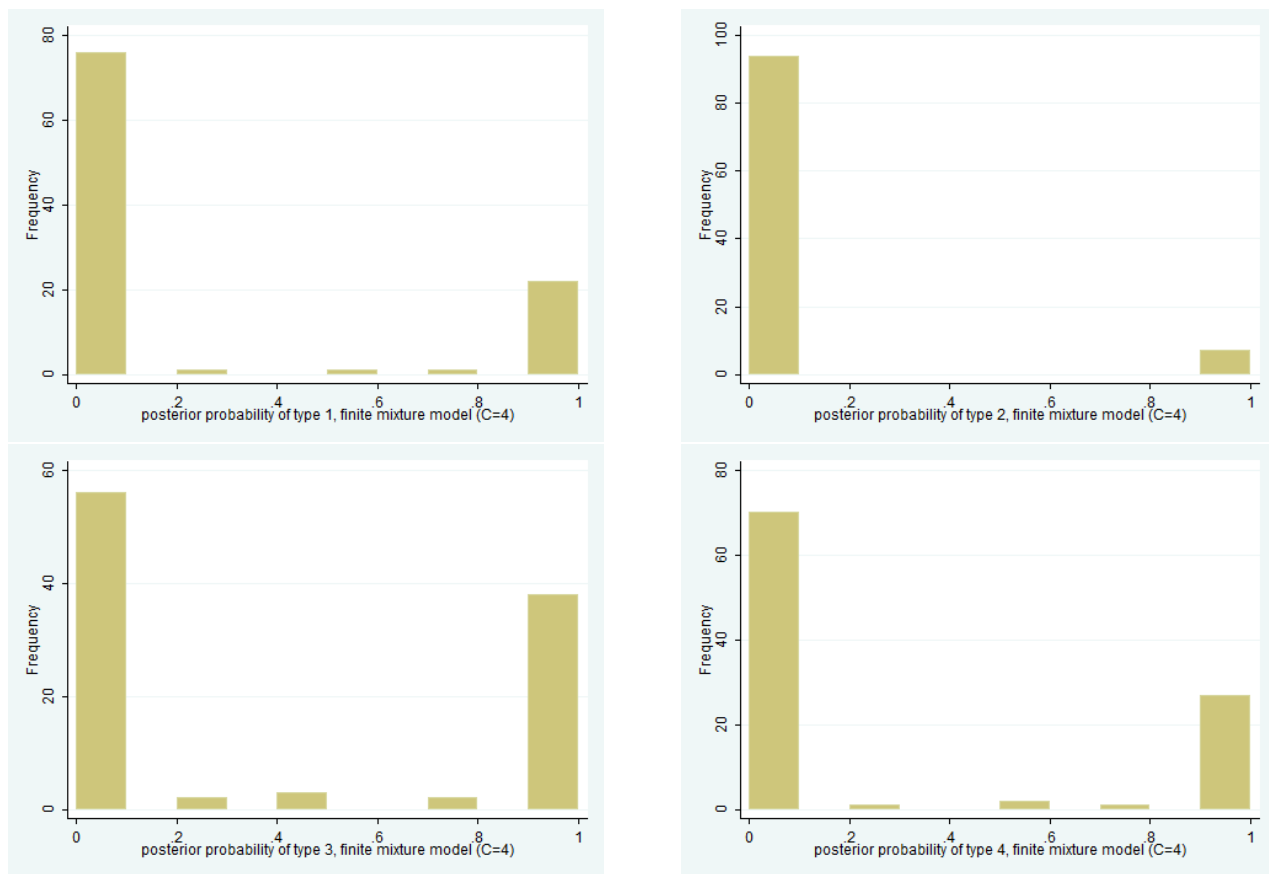 80
60
40
20
0
Frequency
0 .2 .4 .6 .8 1
posterior probability of type 1, finite mixture model (C=4)
100
80
60
40
20
0
Frequency
0 .2 .4 .6 .8 1
posterior probability of type 2, finite mixture model (C=4)
60
40
20
0
Frequency
0 .2 .4 .6 .8 1
posterior probability of type 3, finite mixture model (C=4)
80
60
40
20
0
Frequency
0 .2 .4 .6 .8 1
posterior probability of type 4, finite mixture model (C=4)